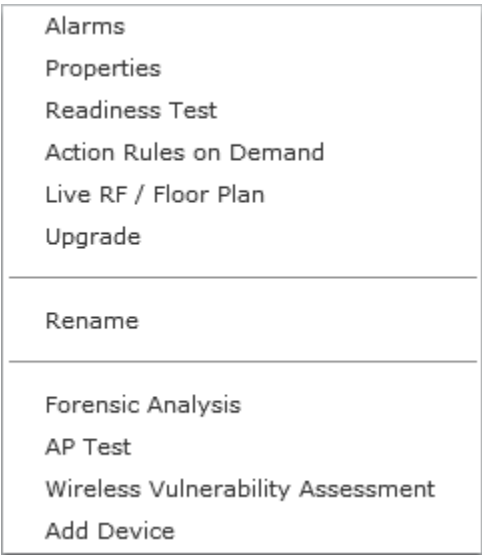 Alarms
Properties
Readiness Test
Action Rules on Demand
Live RF / Floor Plan
Upgrade
Rename
Forensic Analysis
AP Test
Wireless Vulnerability Assessment
Add Device